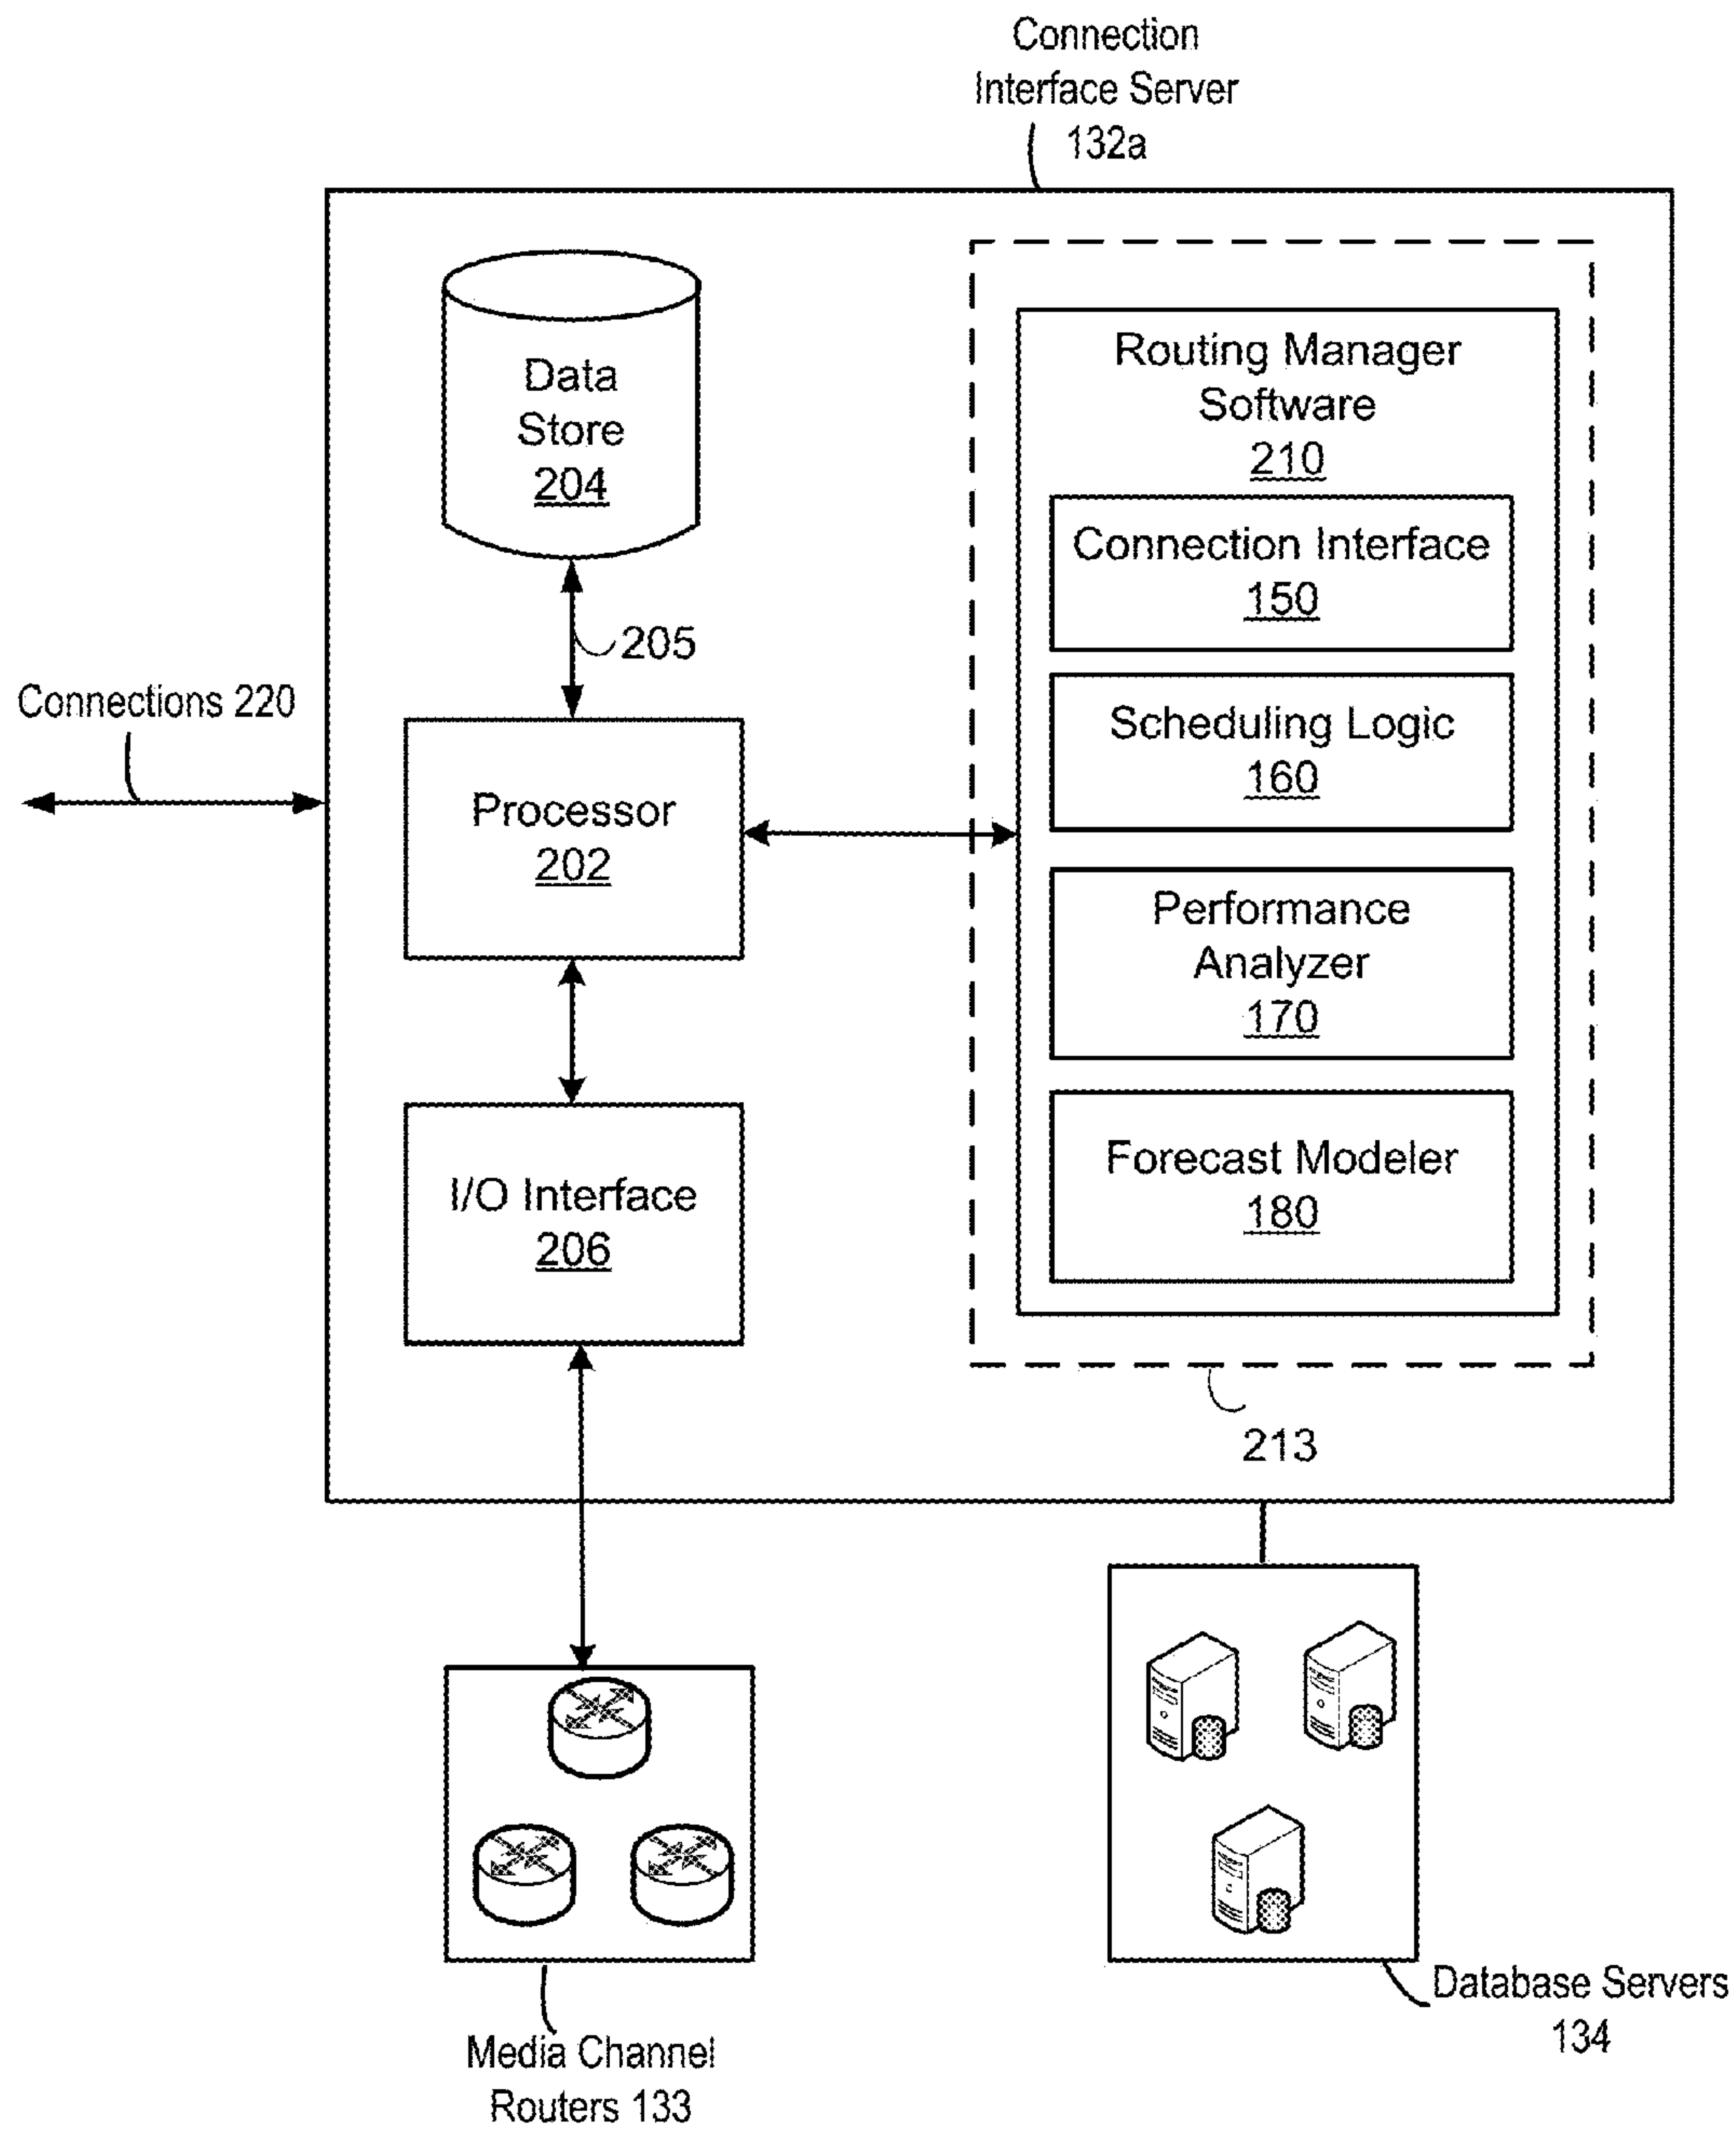 Connection
Interface Server
132a
Data
Store
204
205
Connections 220
Processor
202
I/O Interface
206
Routing Manager
Software
210
Connection Interface
150
Scheduling Logic
160
Performance
Analyzer
170
Forecast Modeler
180
213
Media Channel
Routers 133
Database Servers
134